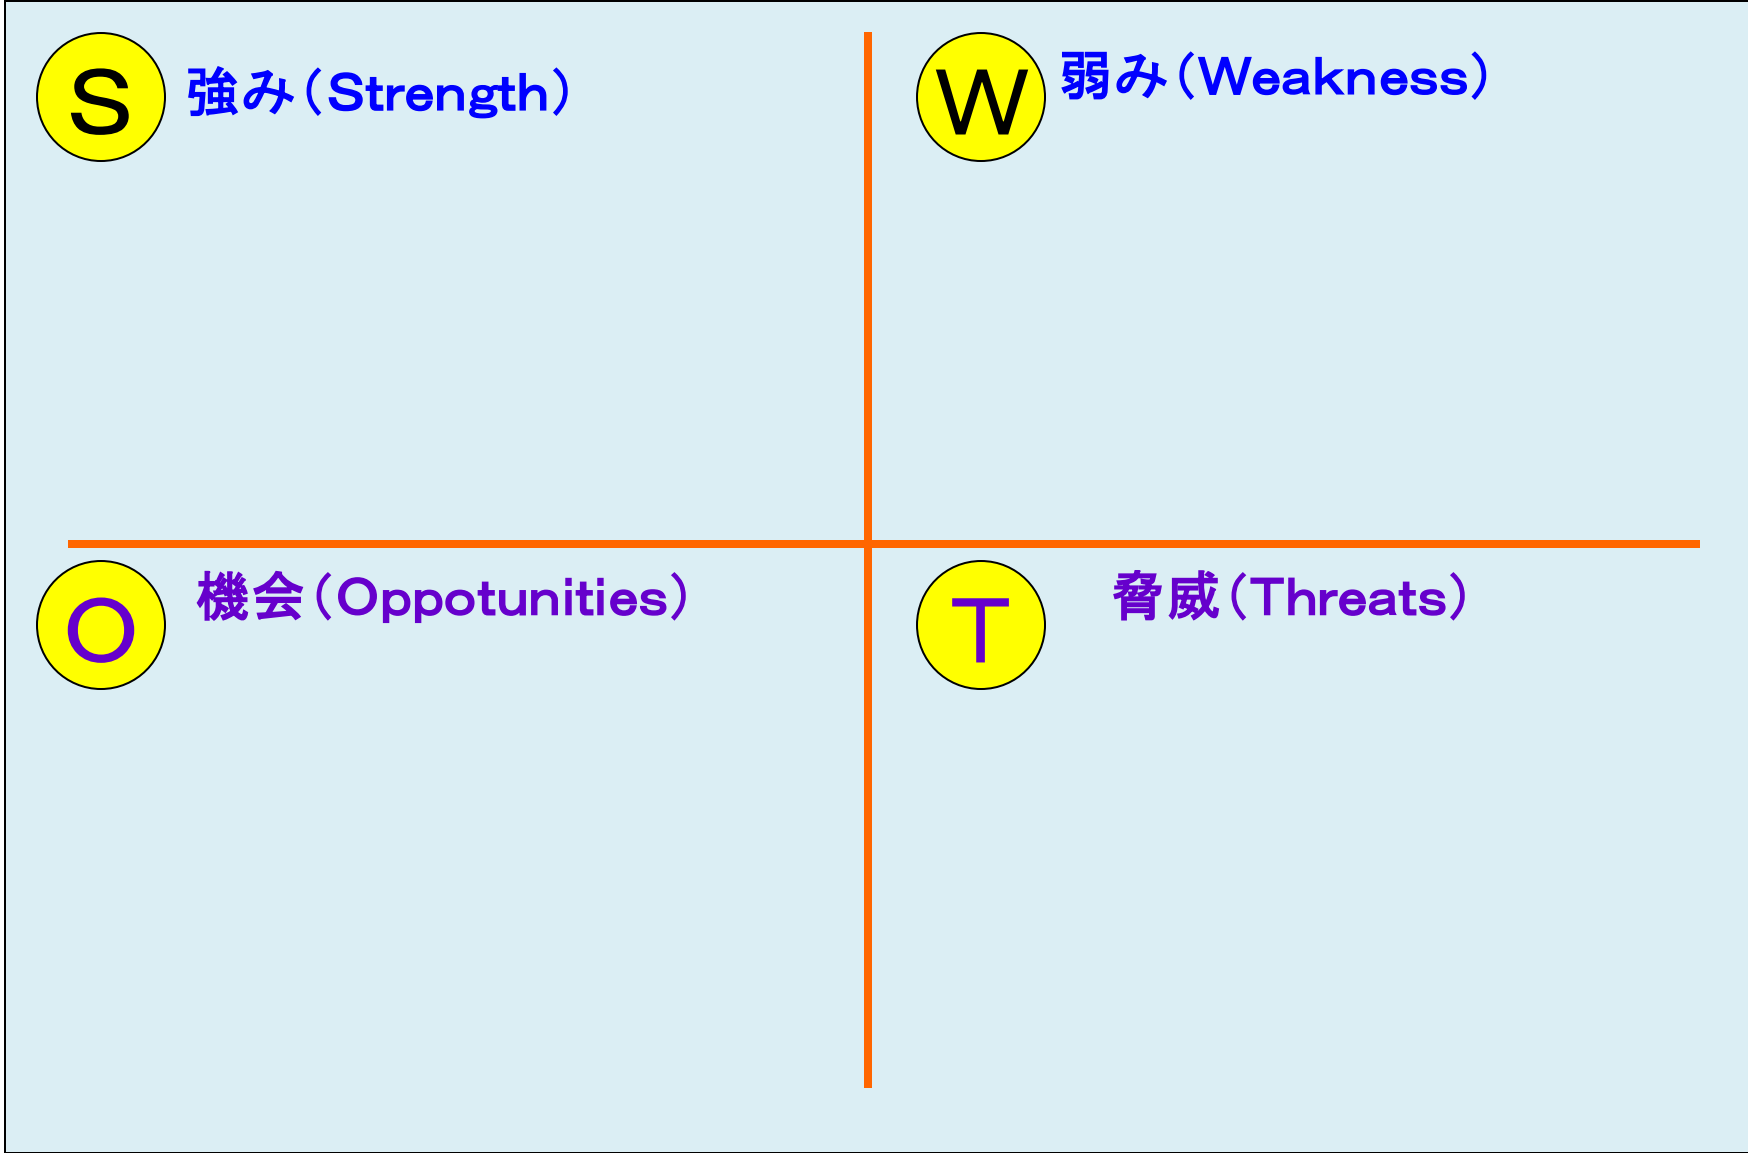 S
強み（Strength）
W
弱み（Weakness）
O
機会（Oppotunities）
T
脅威（Threats）